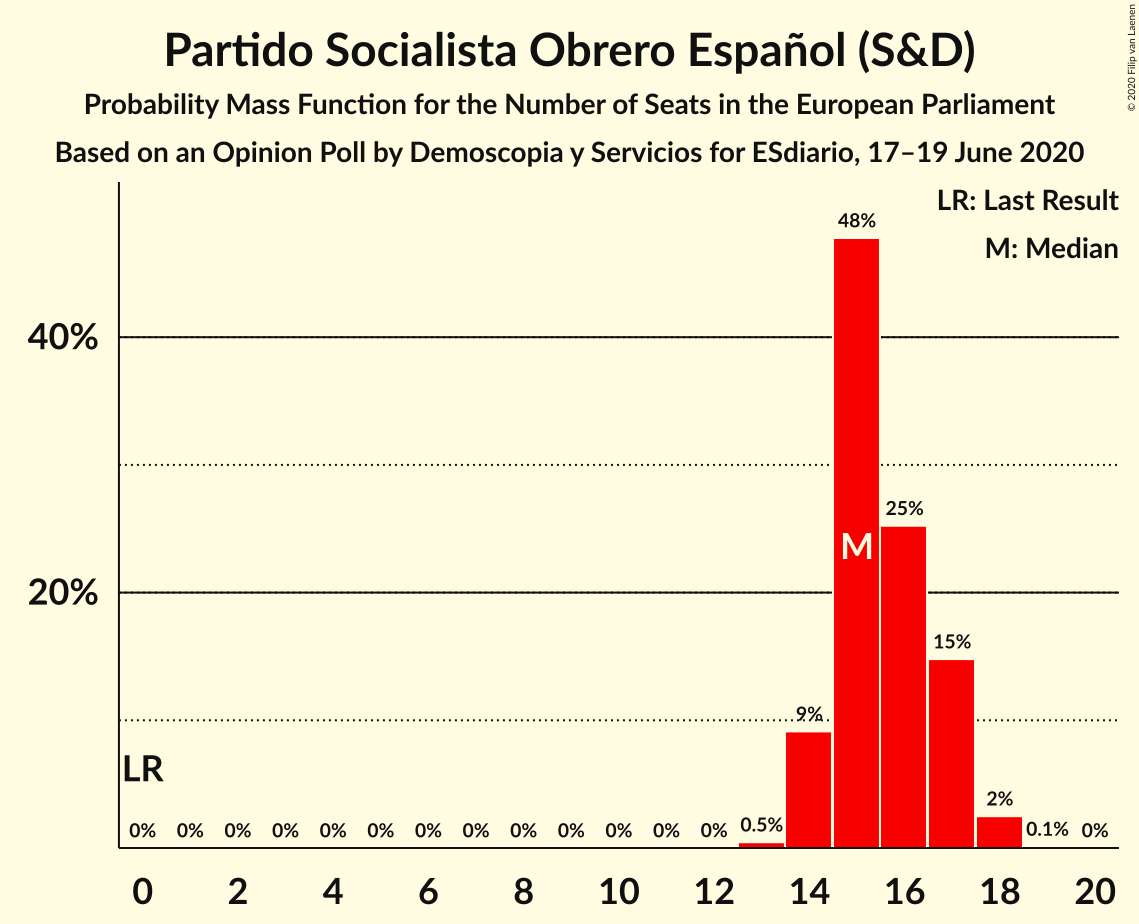 Partido Socialista Obrero Español (S&D)
Probability Mass Function for the Number of Seats in the European Parliament
Based on an Opinion Poll by Demoscopia y Servicios for ESdiario, 17–19 June 2020
© 2020 Filip van Laenen
LR: Last Result
M: Median
48%
40%
25%
M
20%
15%
9%
LR
2%
0% 0% 0% 0% 0% 0% 0% 0% 0% 0% 0% 0% 0% 0.5% 0.1% 0%
0 2 4 6 8 10 12 14 16 18 20